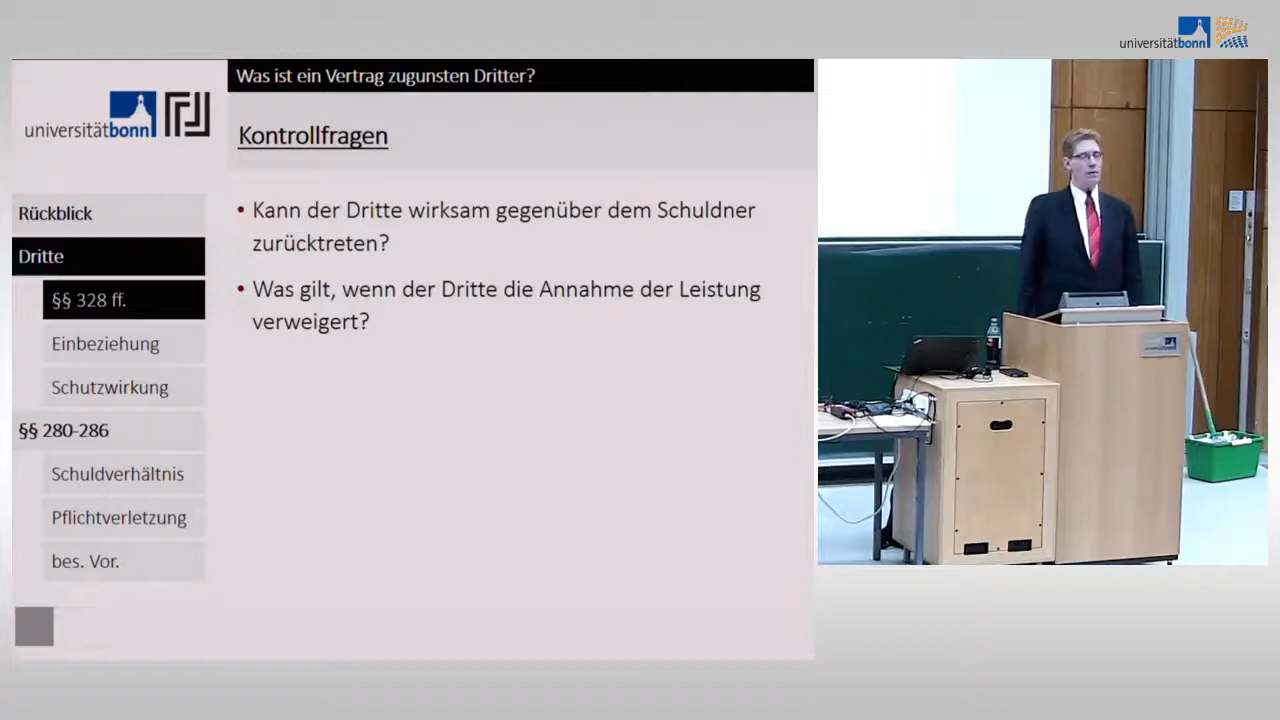 universitätbonn
Was ist ein Vertrag zugunsten Dritter?
universitätbonn
Kontrollfragen
Rückblick
Dritte
§§ 328 ff.
Einbeziehung
Schutzwirkung
§§ 280-286
Schuldverhältnis
Pflichtverletzung
bes. Vor.
• Kann der Dritte wirksam gegenüber dem Schuldner
zurücktreten?
• Was gilt, wenn der Dritte die Annahme der Leistung
verweigert?